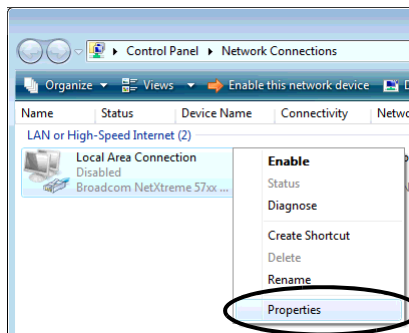 Control Panel Network Connections
Organize Views Enable this network device
Name Status Device Name Connectivity Netwo
LAN or High-Speed Internet (2)
Local Area Connection
Disabled
Broadcom NetXtreme 57xx ...
Enable
Status
Diagnose
Create Shortcut
Delete
Rename
Properties